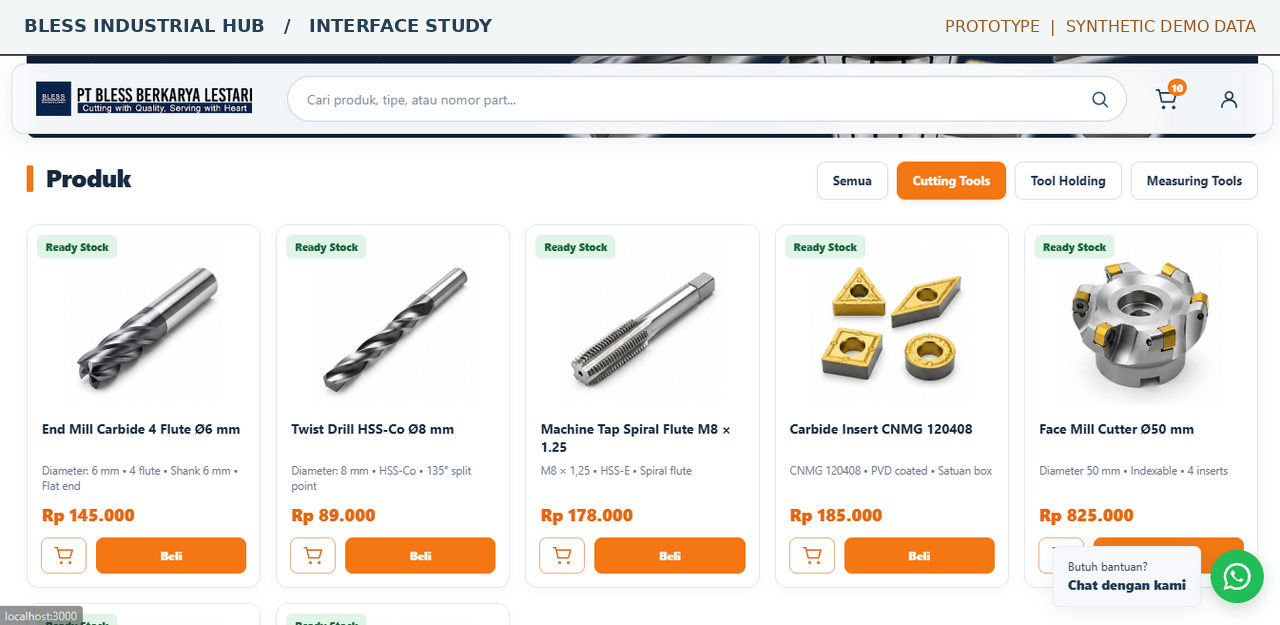 BLESS INDUSTRIAL HUB / INTERFACE STUDY
PROTOTYPE | SYNTHETIC DEMO DATA
BLESS
PT BLESS BERKARYA LESTARI
Cutting with Quality, Serving with Heart
Cari produk, tipe, atau nomor part...
10
Produk
Semua
Cutting Tools
Tool Holding
Measuring Tools
Ready Stock
Ready Stock
Ready Stock
Ready Stock
Ready Stock
End Mill Carbide 4 Flute Ø6 mm
Diameter: 6 mm • 4 flute • Shank 6 mm •
Flat end
Rp 145.000
Beli
Twist Drill HSS-Co Ø8 mm
Diameter: 8 mm • HSS-Co • 135° split
point
Rp 89.000
Beli
Machine Tap Spiral Flute M8 ×
1.25
M8 × 1,25 • HSS-E • Spiral flute
Rp 178.000
Beli
Carbide Insert CNMG 120408
CNMG 120408 • PVD coated • Satuan box
Rp 185.000
Beli
Face Mill Cutter Ø50 mm
Diameter 50 mm • Indexable • 4 inserts
Rp 825.000
Butuh bantuan?
Chat dengan kami
localhost:3000
Ready Stock
Ready Stock